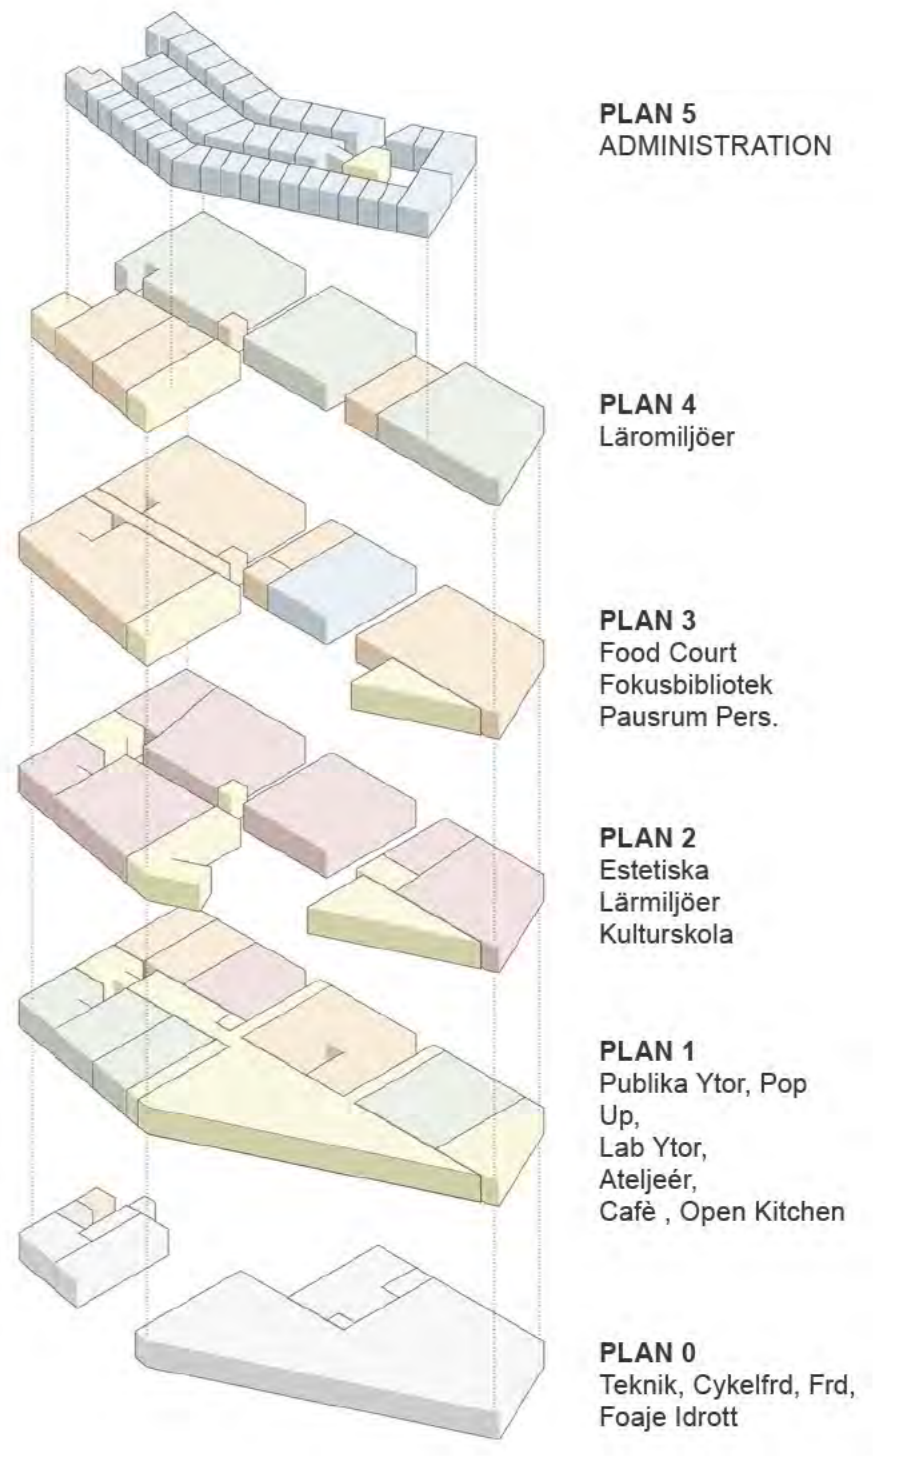 PLAN 5
ADMINISTRATION
PLAN 4
Läromiljöer
PLAN 3
Food Court
Fokusbibliotek
Pausrum Pers.
PLAN 2
Estetiska
Lärmiljöer
Kulturskola
PLAN 1
Publika Ytor, Pop
Up,
Lab Ytor,
Ateljeér,
Cafè , Open Kitchen
PLAN 0
Teknik, Cykelfrd, Frd,
Foaje Idrott